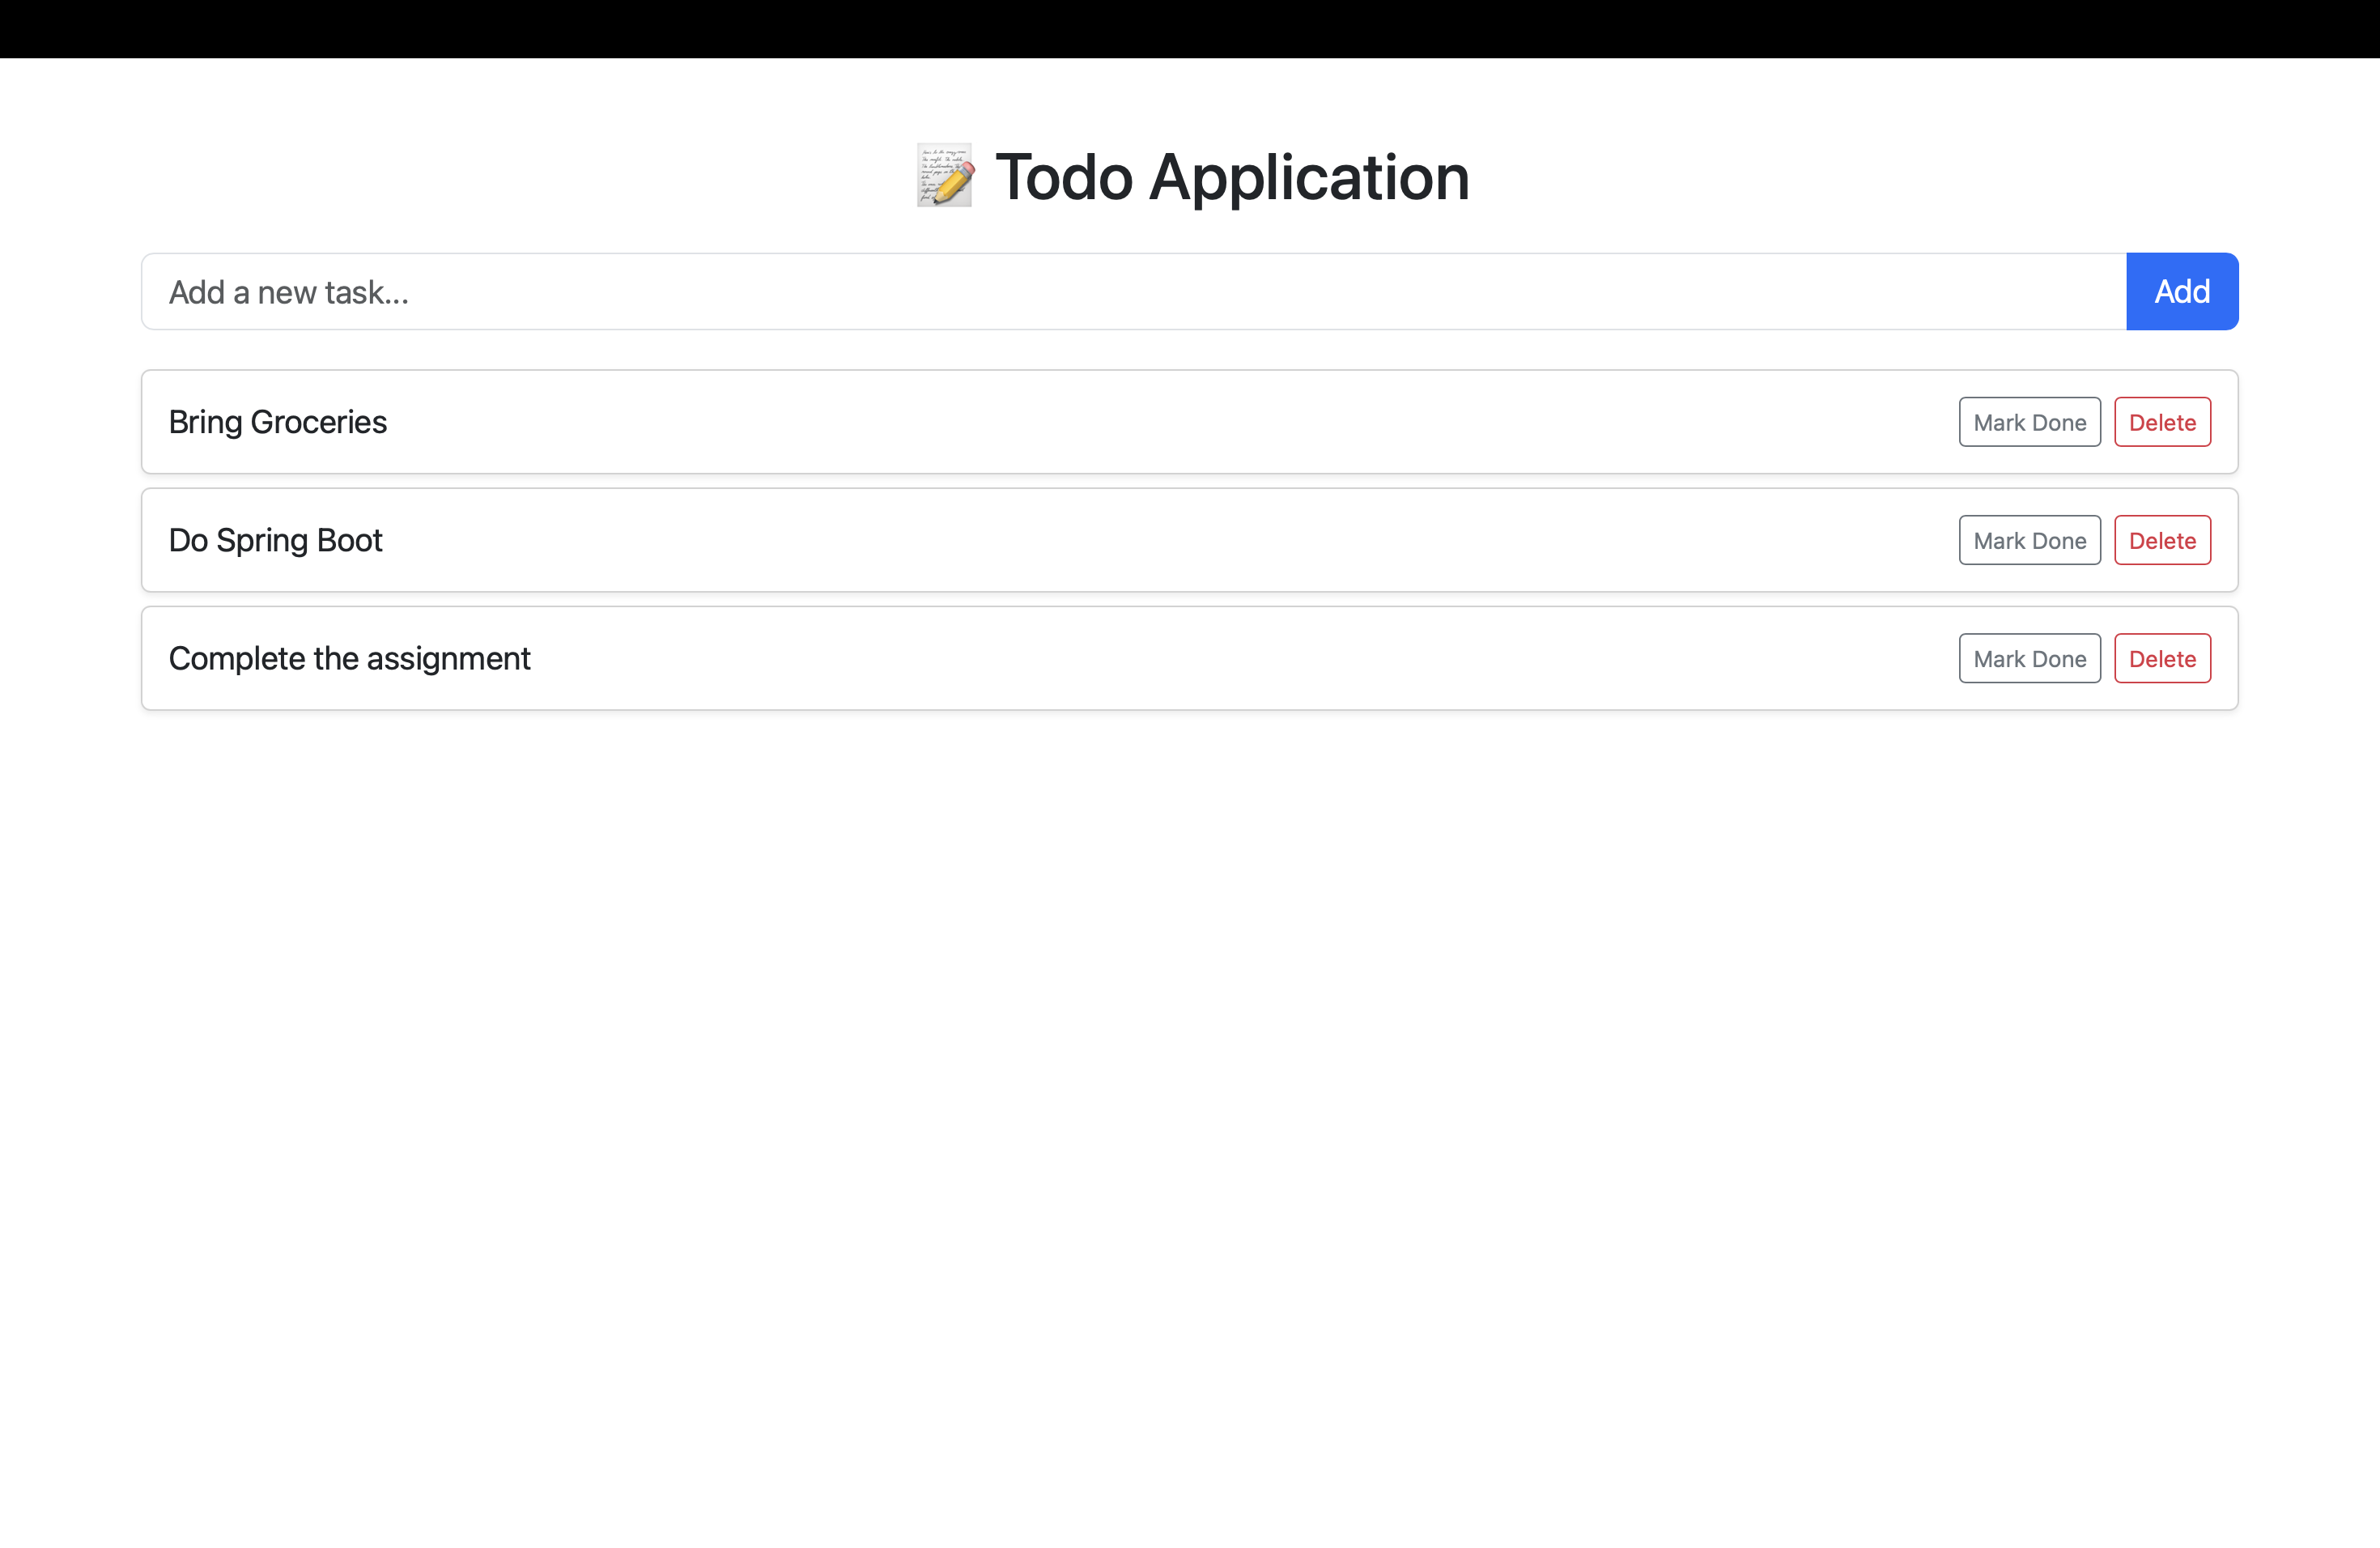 📝 Todo Application
Add a new task...
Add
Bring Groceries
Mark Done
Delete
Do Spring Boot
Mark Done
Delete
Complete the assignment
Mark Done
Delete